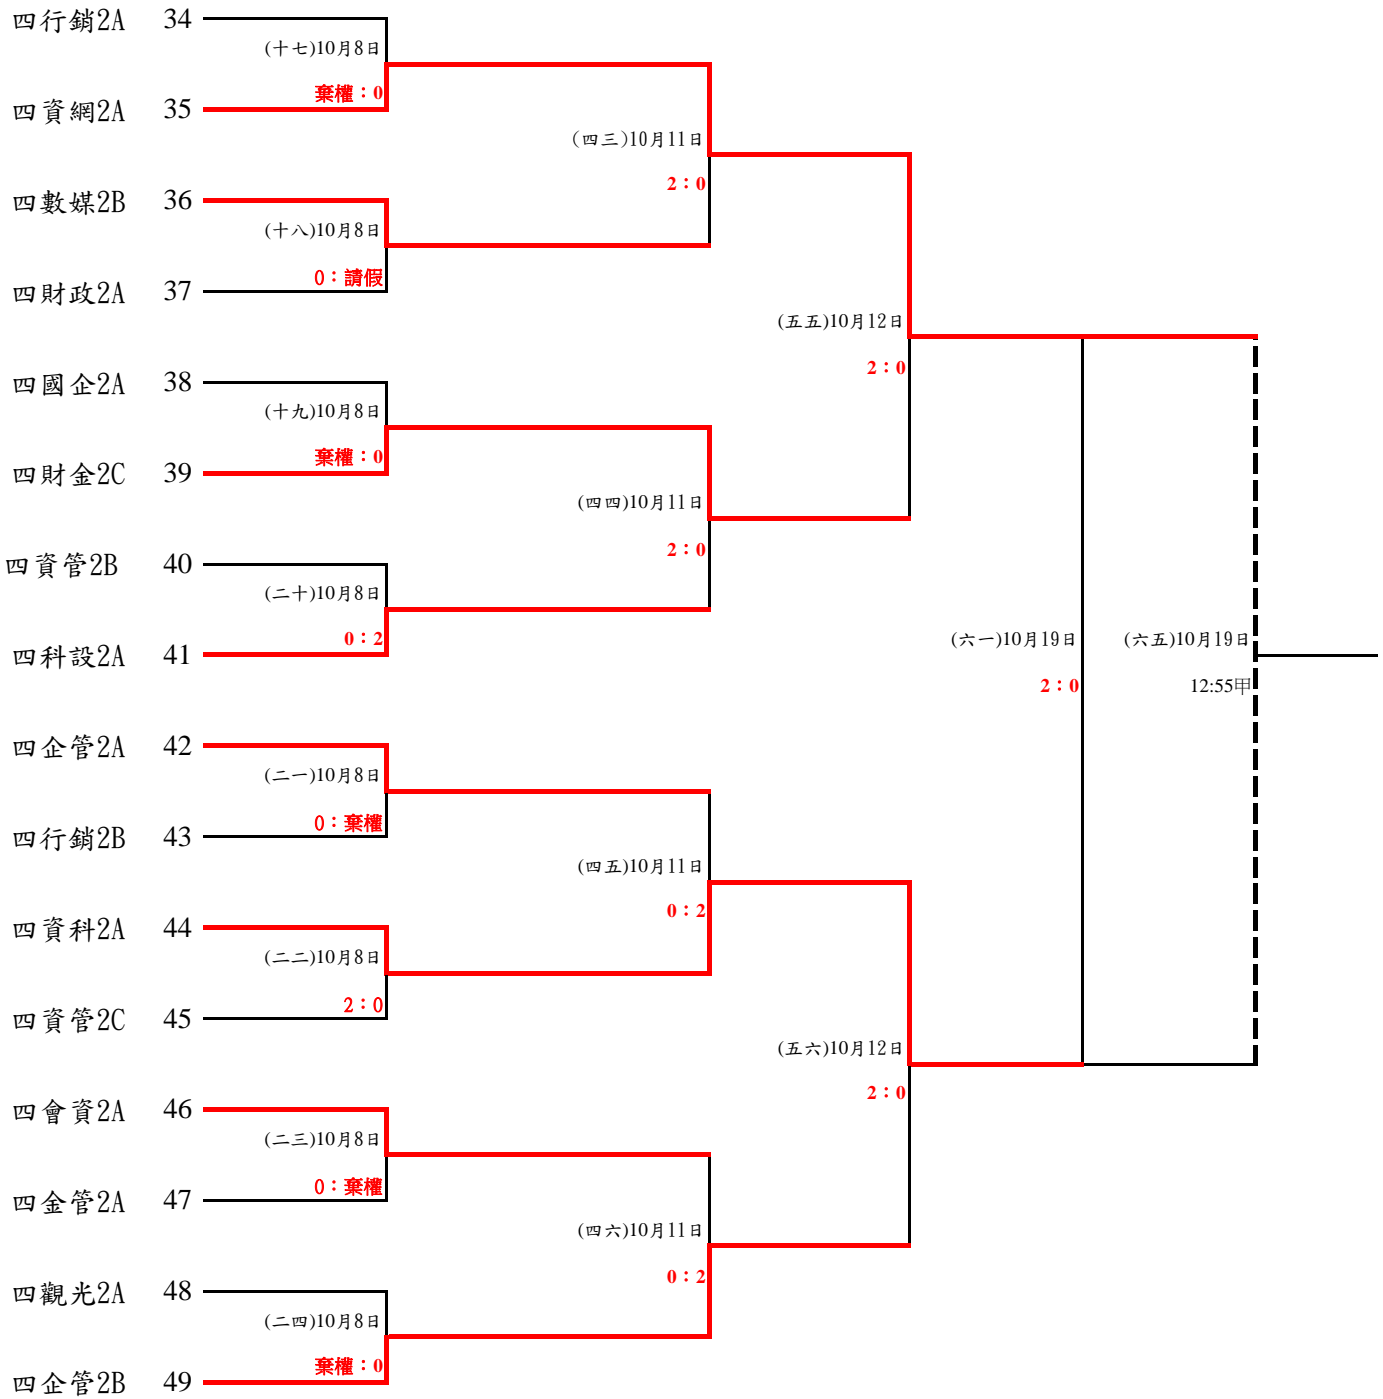 四行銷2A 34
(十七)10月8日
棄權：0
四資網2A 35
(四三)10月11日
2：0
四數媒2B 36
(十八)10月8日
0：請假
四財政2A 37
(五五)10月12日
2：0
四國企2A 38
(十九)10月8日
棄權：0
四財金2C 39
(四四)10月11日
2：0
四資管2B 40
(二十)10月8日
0：2
四科設2A 41
(六一)10月19日
2：0
(六五)10月19日
12:55甲
四企管2A 42
(二一)10月8日
0：棄權
四行銷2B 43
(四五)10月11日
0：2
四資科2A 44
(二二)10月8日
2：0
四資管2C 45
(五六)10月12日
2：0
四會資2A 46
(二三)10月8日
0：棄權
四金管2A 47
(四六)10月11日
0：2
四觀光2A 48
(二四)10月8日
棄權：0
四企管2B 49